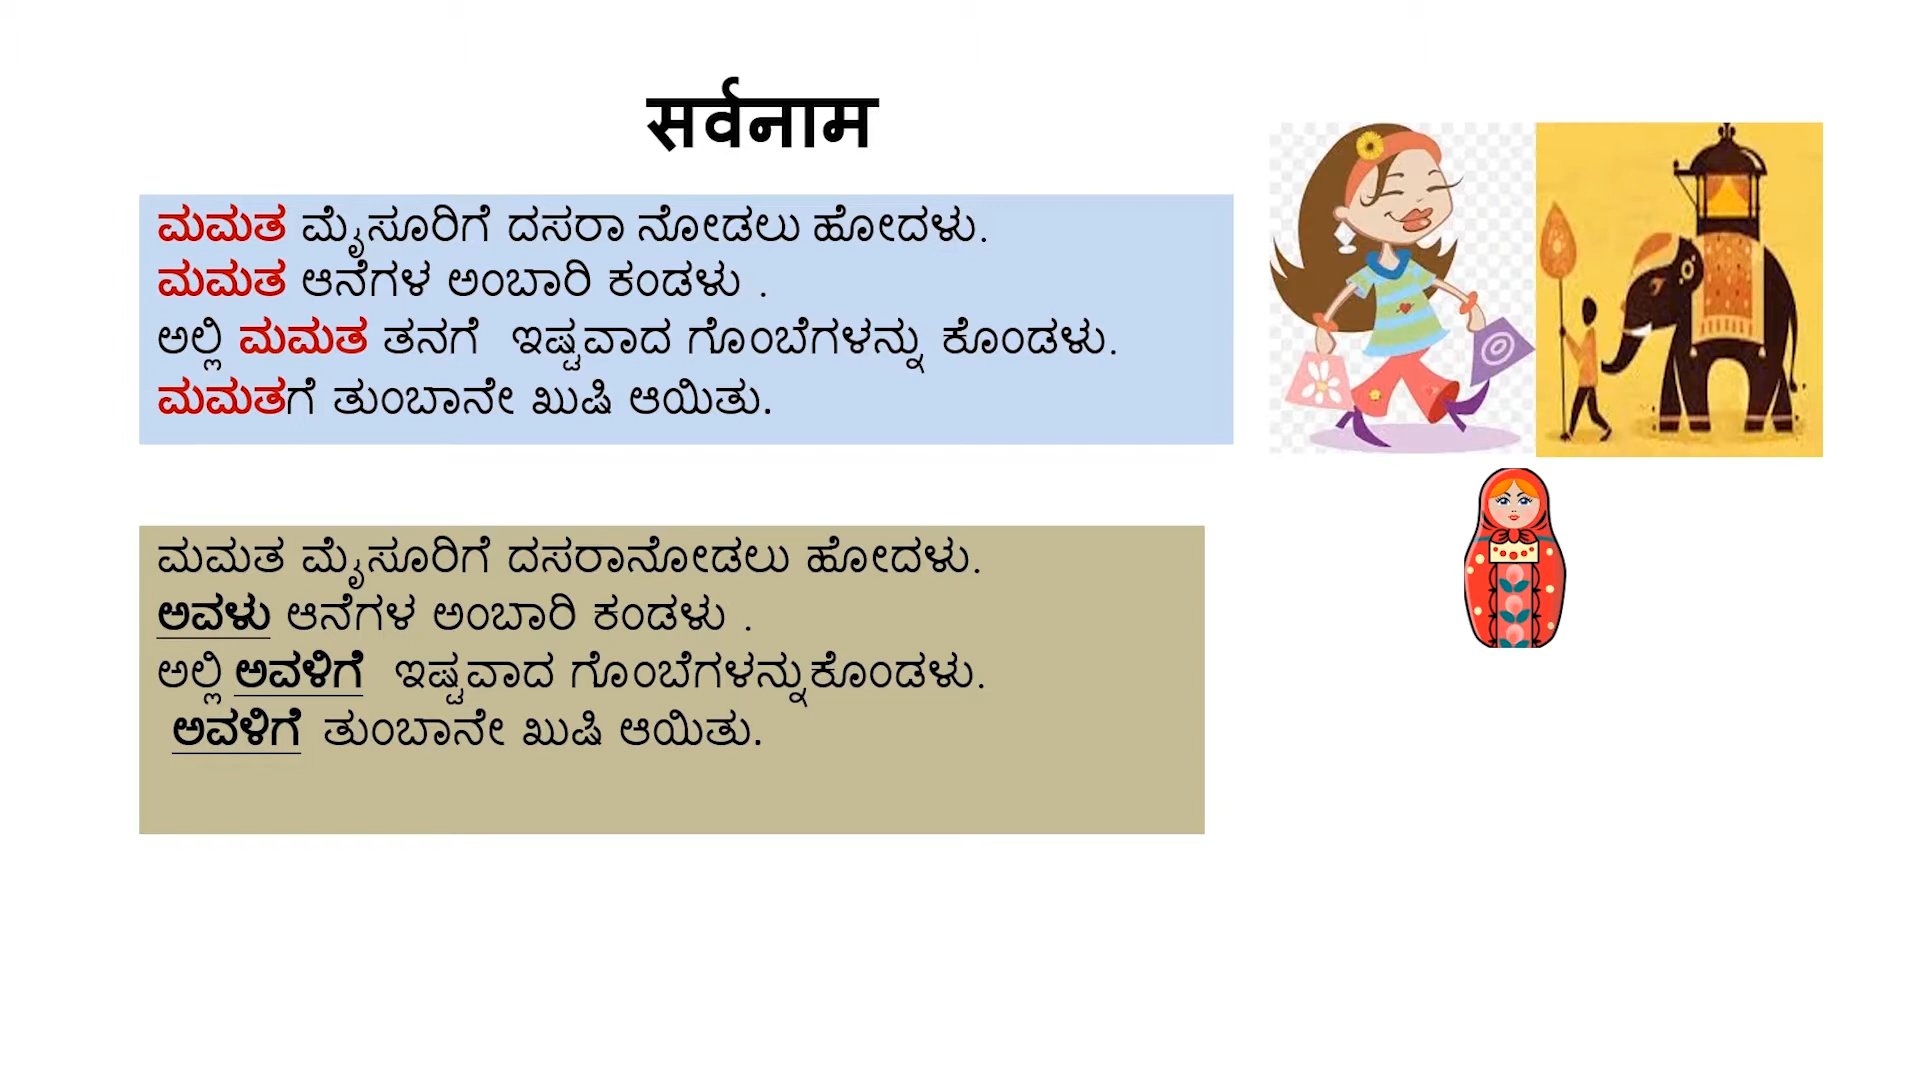 सर्वनाम
ಮಮತ ಮೈಸೂರಿಗೆ ದಸರಾ ನೋಡಲು ಹೋದಳು.
ಮಮತ ಆನೆಗಳ ಅಂಬಾರಿ ಕಂಡಳು .
ಅಲ್ಲಿ ಮಮತ ತನಗೆ ಇಷ್ಟವಾದ ಗೊಂಬೆಗಳನ್ನು ಕೊಂಡಳು.
ಮಮತಗೆ ತುಂಬಾನೇ ಖುಷಿ ಆಯಿತು.
ಮಮತ ಮೈಸೂರಿಗೆ ದಸರಾನೋಡಲು ಹೋದಳು.
ಅವಳು ಆನೆಗಳ ಅಂಬಾರಿ ಕಂಡಳು .
ಅಲ್ಲಿ ಅವಳಿಗೆ ಇಷ್ಟವಾದ ಗೊಂಬೆಗಳನ್ನುಕೊಂಡಳು.
ಅವಳಿಗೆ ತುಂಬಾನೇ ಖುಷಿ ಆಯಿತು.